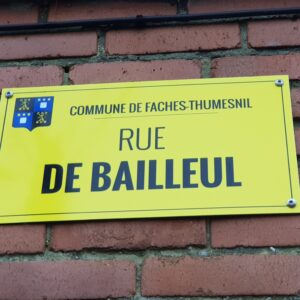 COMMUNE DE FACHES-THUMESNIL
RUE
DE BAILLEUL